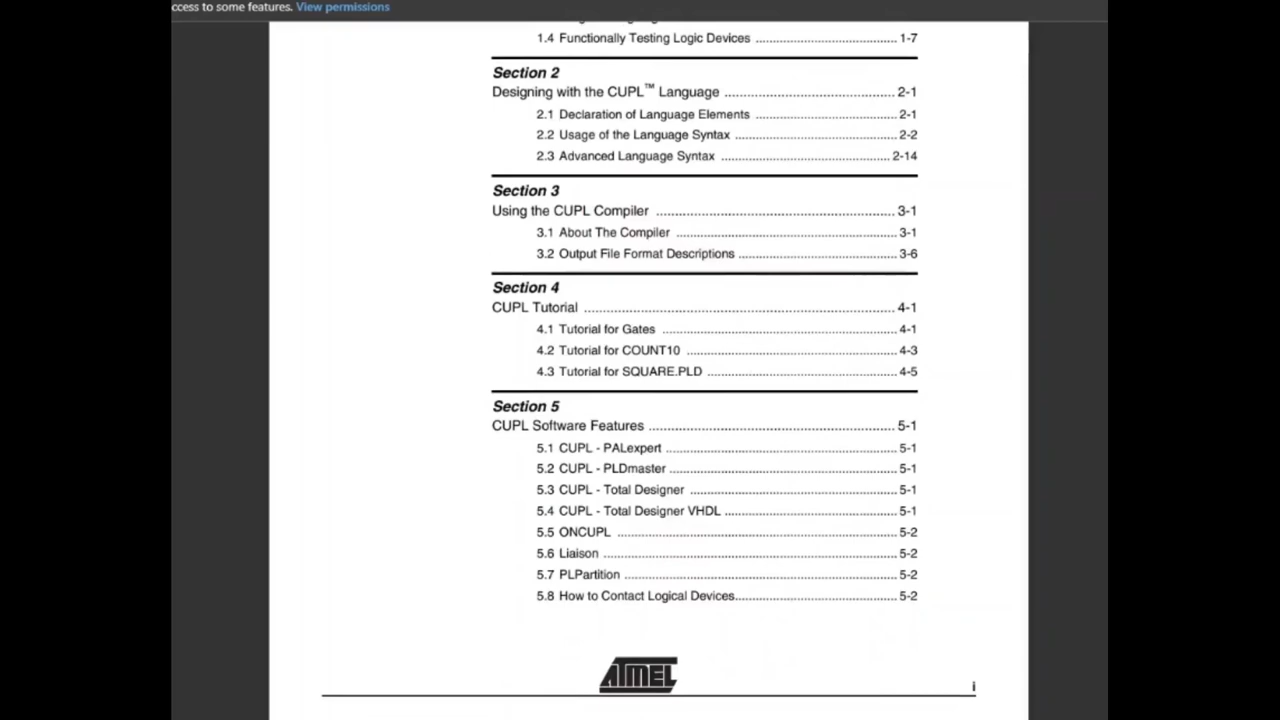 ccess to some features. View permissions
1.4 Functionally Testing Logic Devices ........................................... 1-7
Section 2
Designing with the CUPL™ Language ................................................... 2-1
2.1 Declaration of Language Elements ........................................... 2-1
2.2 Usage of the Language Syntax ................................................ 2-2
2.3 Advanced Language Syntax .................................................. 2-14
Section 3
Using the CUPL Compiler ........................................................................ 3-1
3.1 About The Compiler .................................................................. 3-1
3.2 Output File Format Descriptions ................................................ 3-6
Section 4
CUPL Tutorial ............................................................................................ 4-1
4.1 Tutorial for Gates ...................................................................... 4-1
4.2 Tutorial for COUNT10 ............................................................... 4-3
4.3 Tutorial for SQUARE.PLD ......................................................... 4-5
Section 5
CUPL Software Features .......................................................................... 5-1
5.1 CUPL - PALexpert ..................................................................... 5-1
5.2 CUPL - PLDmaster .................................................................... 5-1
5.3 CUPL - Total Designer .............................................................. 5-1
5.4 CUPL - Total Designer VHDL .................................................... 5-1
5.5 ONCUPL ................................................................................... 5-2
5.6 Liaison ....................................................................................... 5-2
5.7 PLPartition ................................................................................. 5-2
5.8 How to Contact Logical Devices ................................................ 5-2
ATMEL
i